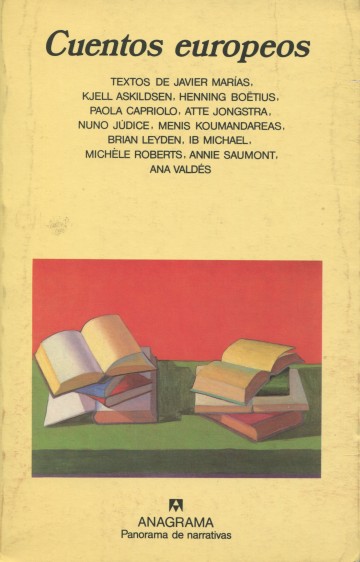 Cuentos europeos
TEXTOS DE JAVIER MARÍAS,
KJELL ASKILDSEN, HENNING BOËTIUS,
PAOLA CAPRIOLO, ATTE JONGSTRA,
NUNO JÚDICE, MENIS KOUMANDAREAS,
BRIAN LEYDEN, IB MICHAEL,
MICHÈLE ROBERTS, ANNIE SAUMONT,
ANA VALDÉS
ANAGRAMA
Panorama de narrativas